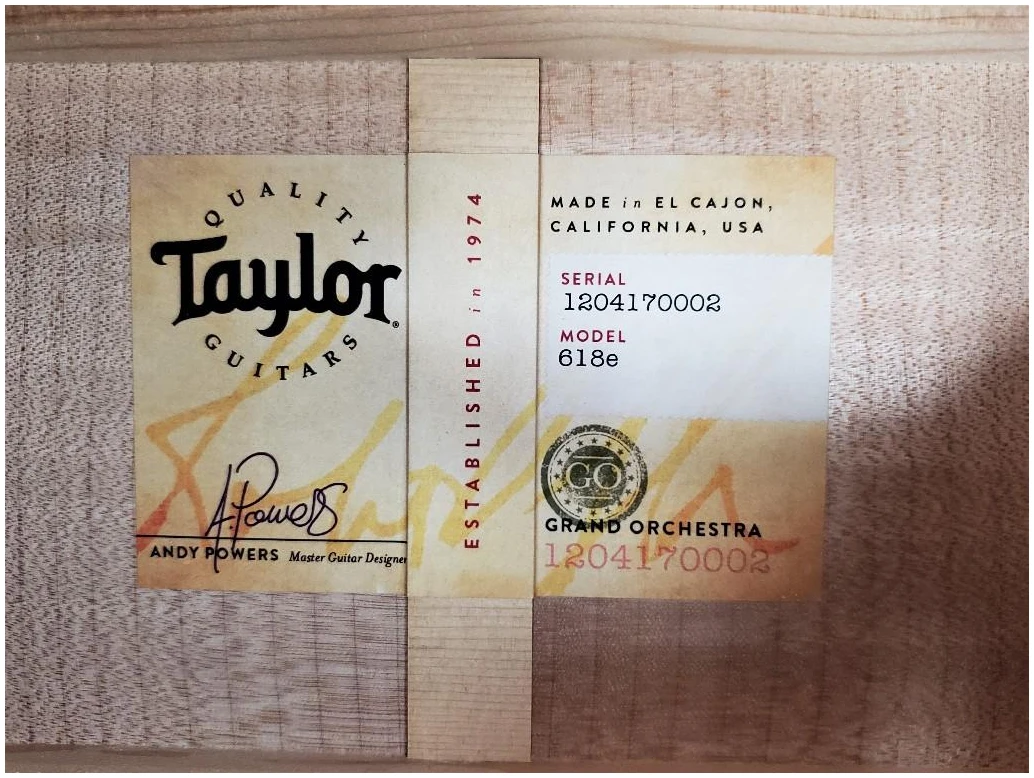 QUALITY
Taylor®
GUITARS
A. Powers
ANDY POWERS Master Guitar Designer
ESTABLISHED in 1974
MADE in EL CAJON,
CALIFORNIA, USA
SERIAL
1204170002
MODEL
618e
GO
GRAND ORCHESTRA
1204170002